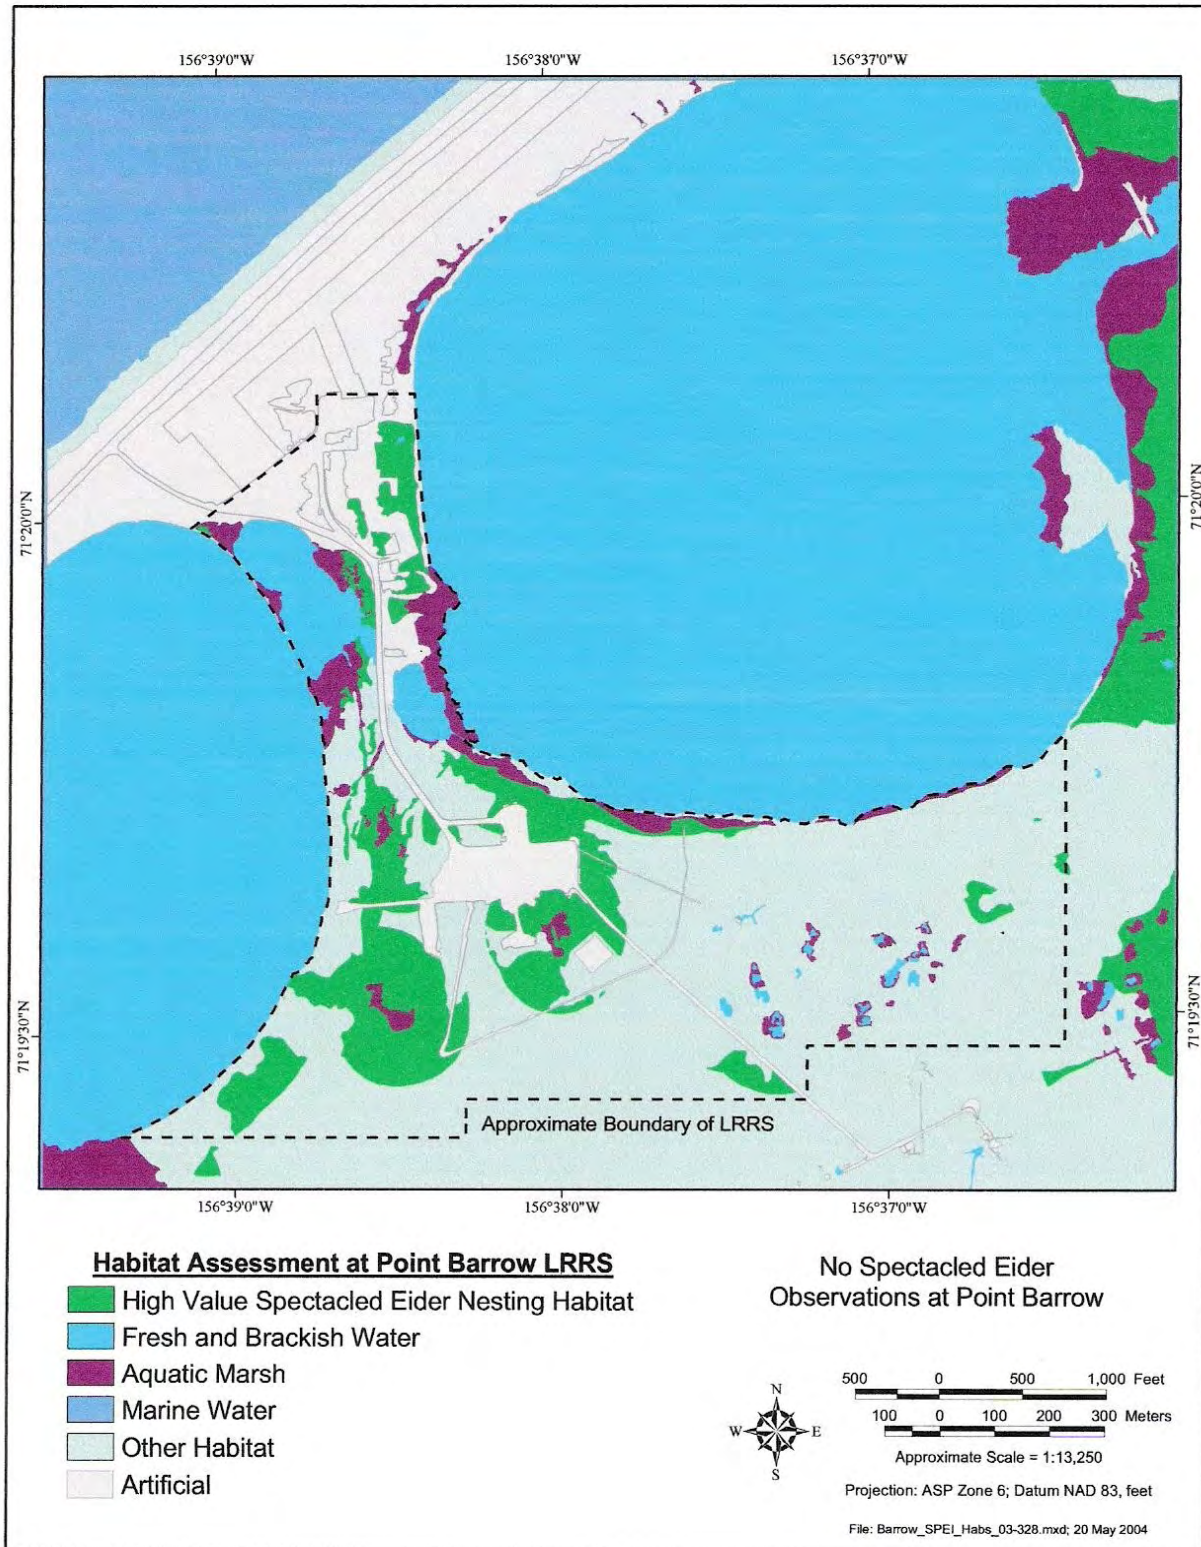 156°39'0"W
156°38'0"W
156°37'0"W
71°20'0"N
71°20'0"N
71°19'30"N
71°19'30"N
Approximate Boundary of LRRS
156°39'0"W
156°38'0"W
156°37'0"W
Habitat Assessment at Point Barrow LRRS
High Value Spectacled Eider Nesting Habitat
Fresh and Brackish Water
Aquatic Marsh
Marine Water
Other Habitat
Artificial
No Spectacled Eider
Observations at Point Barrow
N
W
E
S
500 0 500 1,000 Feet
100 0 100 200 300 Meters
Approximate Scale = 1:13,250
Projection: ASP Zone 6; Datum NAD 83, feet
File: Barrow_SPEI_Habs_03-328.mxd; 20 May 2004